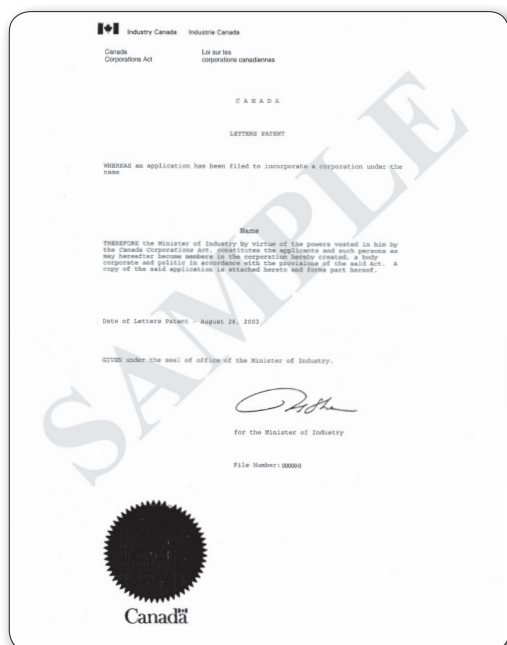 Industry Canada Industrie Canada
Canada Loi sur les
Corporations Act corporations canadiennes
CANADA
LETTERS PATENT
WHEREAS an application has been filed to incorporate a corporation under the
name
Name
THEREFORE the Minister of Industry by virtue of the powers vested in him by
the Canada Corporations Act, constitutes the applicants and such persons as
may hereafter become members in the corporation hereby created, a body
corporate and politic in accordance with the provisions of the said Act. A
copy of the said application is attached hereto and forms part hereof.
Date of Letters Patent - August 26, 2003
GIVEN under the seal of office of the Minister of Industry.
for the Minister of Industry
File Number: 000000
SAMPLE
Canada